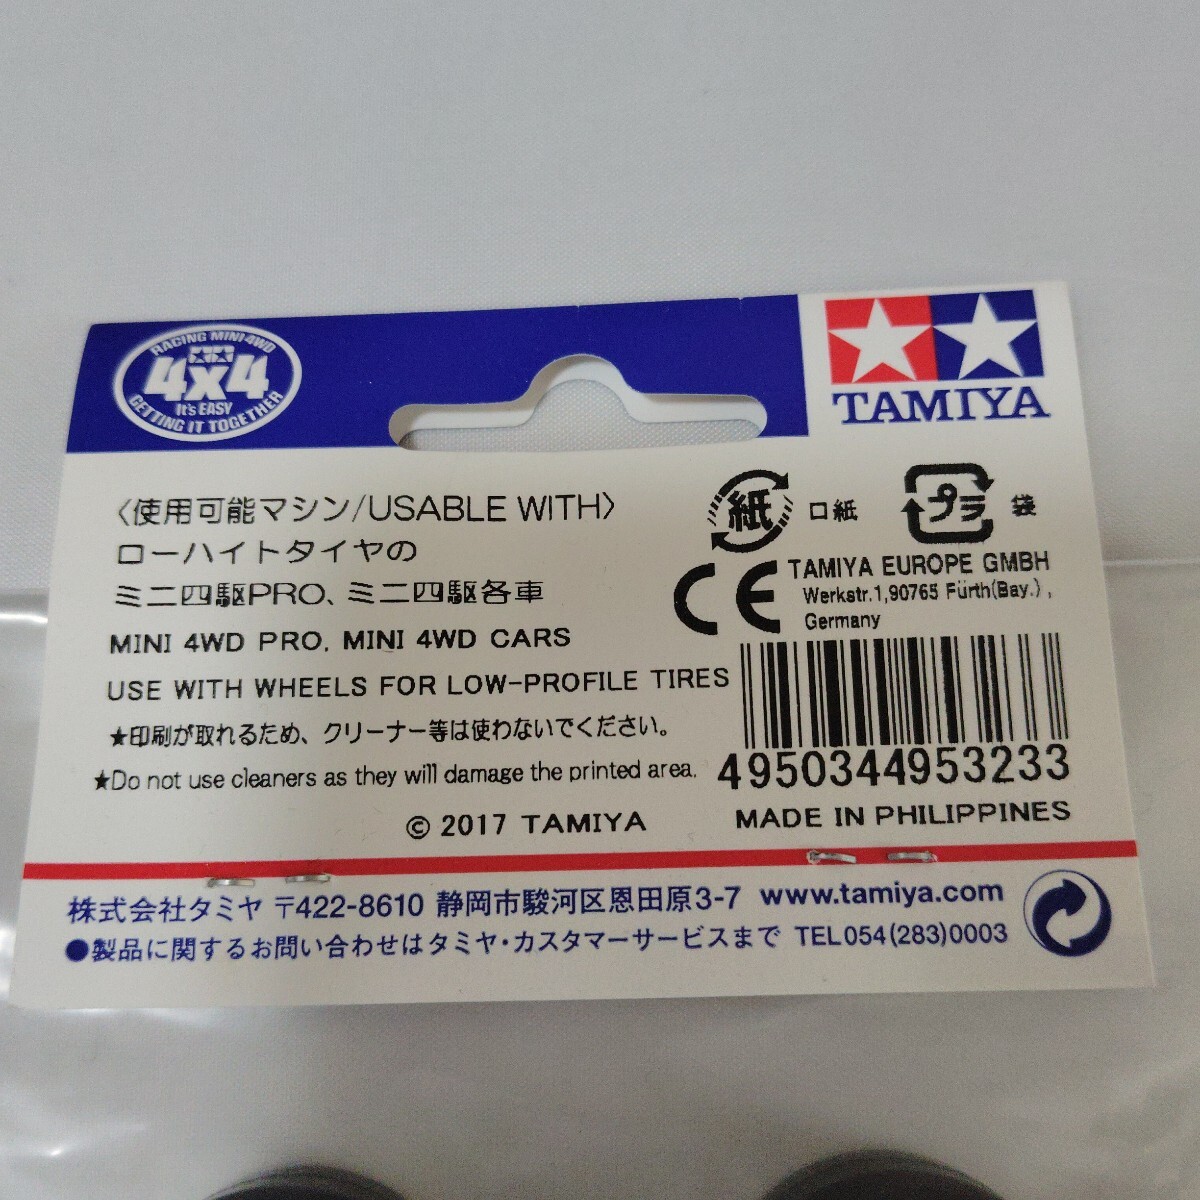 RACING MINI 4WD
4x4
It's EASY
GETTING IT TOGETHER
TAMIYA
〈使用可能マシン/USABLE WITH〉
ローハイトタイヤの
ミニ四駆PRO、ミニ四駆各車
MINI 4WD PRO, MINI 4WD CARS
USE WITH WHEELS FOR LOW-PROFILE TIRES
★印刷が取れるため、クリーナー等は使わないでください。
★Do not use cleaners as they will damage the printed area.
© 2017 TAMIYA
紙 口紙
プラ 袋
CE
TAMIYA EUROPE GMBH
Werkstr.1,90765 Fürth(Bay.),
Germany
4950344953233
MADE IN PHILIPPINES
株式会社タミヤ 〒422-8610 静岡市駿河区恩田原3-7 www.tamiya.com
●製品に関するお問い合わせはタミヤ・カスタマーサービスまで TEL054(283)0003